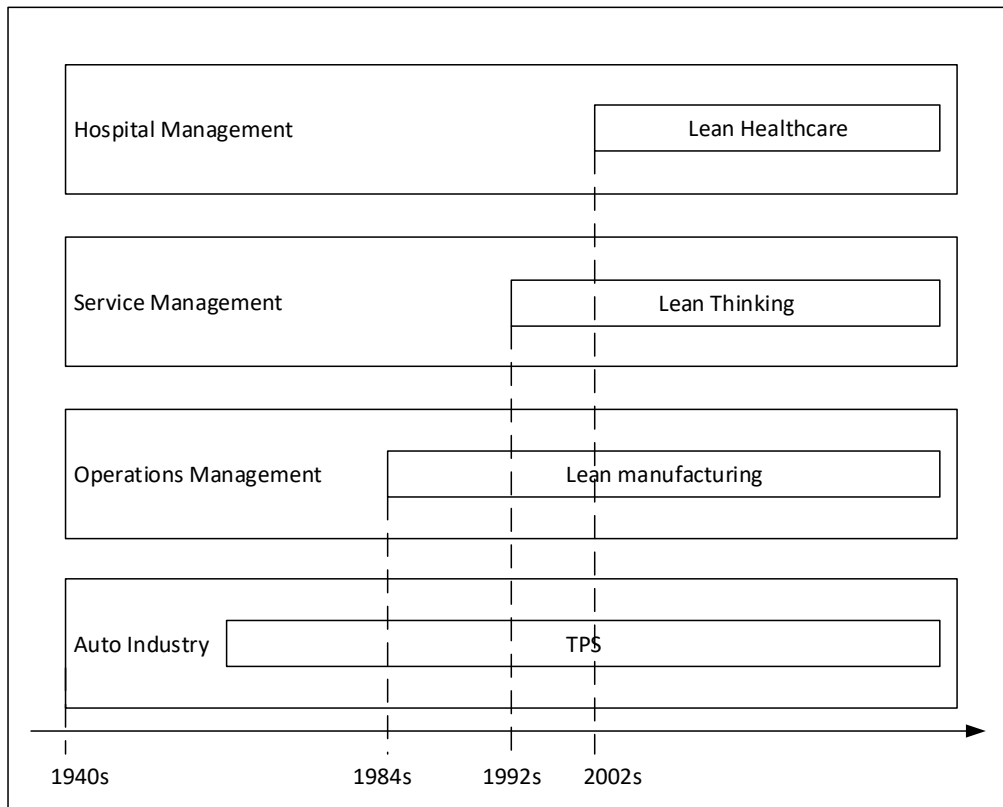 Hospital Management
Lean Healthcare
Service Management
Lean Thinking
Operations Management
Lean manufacturing
Auto Industry
TPS
1940s
1984s
1992s
2002s